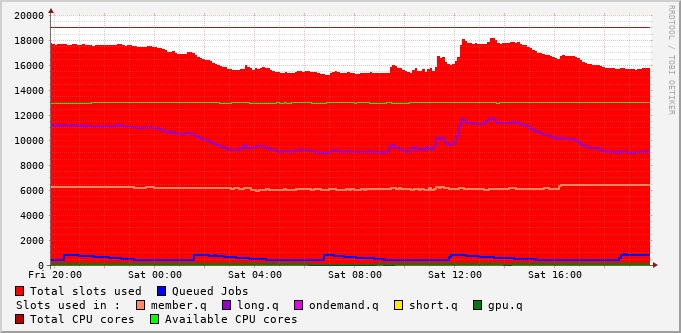 20000
18000
16000
14000
12000
10000
8000
6000
4000
2000
0
Fri 20:00 Sat 00:00 Sat 04:00 Sat 08:00 Sat 12:00 Sat 16:00
Total slots used Queued Jobs
Slots used in : member.q long.q ondemand.q short.q gpu.q
Total CPU cores Available CPU cores
RRDTOOL / TOBI OETIKER